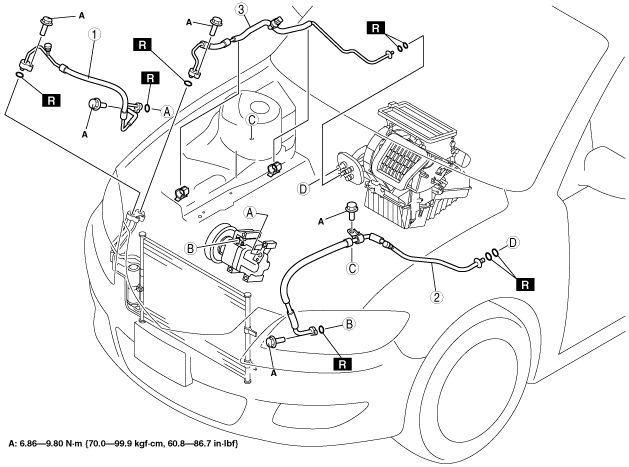 A
A
3
R
1
R
R
R
A
R
A
C
D
A
A
B
D
C
R
2
B
R
A
A: 6.86—9.80 N·m {70.0—99.9 kgf·cm, 60.8—86.7 in·lbf}